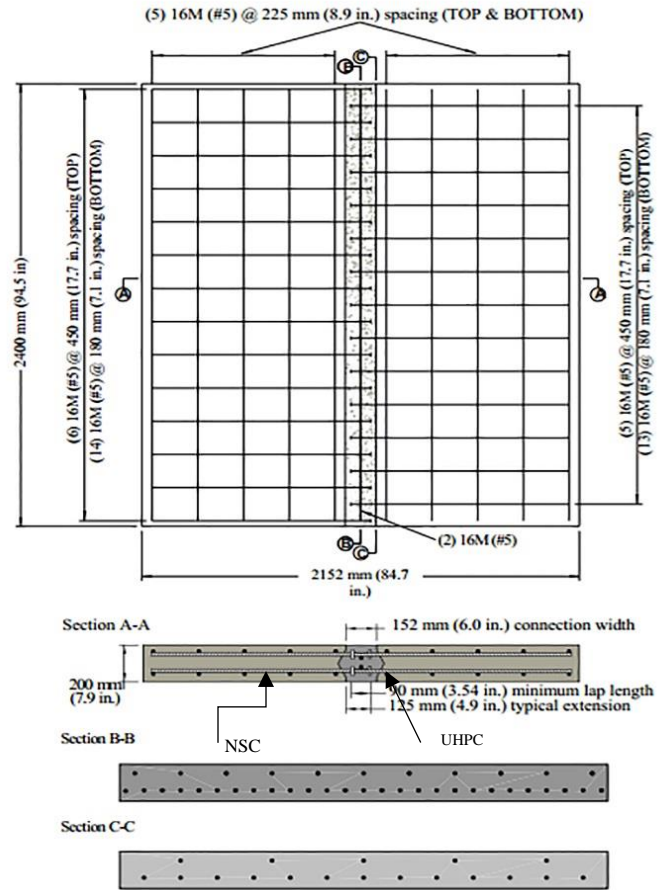 (5) 16M (#5) @ 225 mm (8.9 in.) spacing (TOP & BOTTOM)
C
B
2400 mm (94.5 in)
(6) 16M (#5) @ 450 mm (17.7 in.) spacing (TOP)
(14) 16M (#5) @ 180 mm (7.1 in.) spacing (BOTTOM)
A
A
(5) 16M (#5) @ 450 mm (17.7 in.) spacing (TOP)
(13) 16M (#5) @ 180 mm (7.1 in.) spacing (BOTTOM)
B
C
(2) 16M (#5)
2152 mm (84.7
in.)
Section A-A
152 mm (6.0 in.) connection width
200 mm
(7.9 in.)
90 mm (3.54 in.) minimum lap length
125 mm (4.9 in.) typical extension
NSC
UHPC
Section B-B
Section C-C